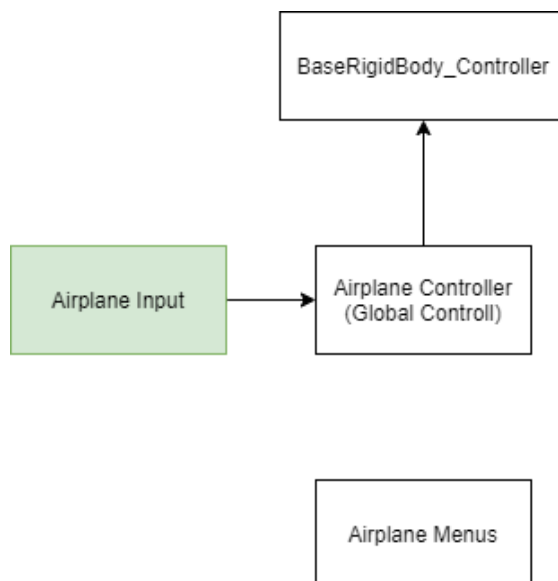 BaseRigidBody_Controller
Airplane Input
Airplane Controller
(Global Controll)
Airplane Menus